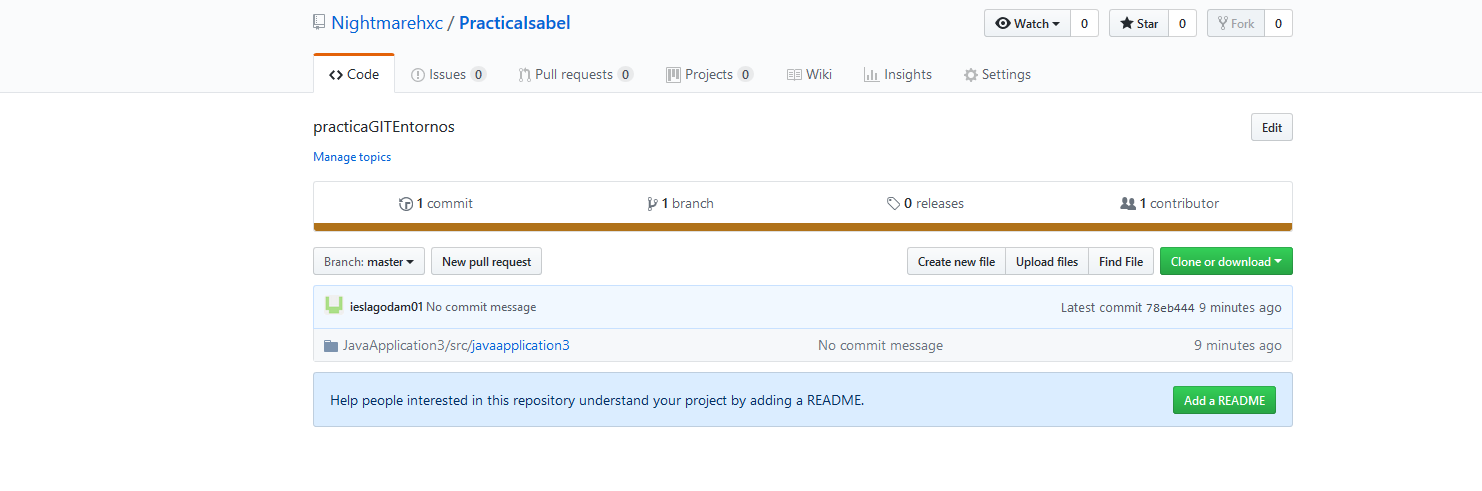 Nightmarehxc / PracticaIsabel Watch 0 Star 0 Fork 0
Code Issues 0 Pull requests 0 Projects 0 Wiki Insights Settings
practicaGITEntornos Edit
Manage topics
1 commit 1 branch 0 releases 1 contributor
Branch: master New pull request Create new file Upload files Find File Clone or download
ieslagodam01 No commit message Latest commit 78eb444 9 minutes ago
JavaApplication3/src/javaapplication3 No commit message 9 minutes ago
Help people interested in this repository understand your project by adding a README. Add a README